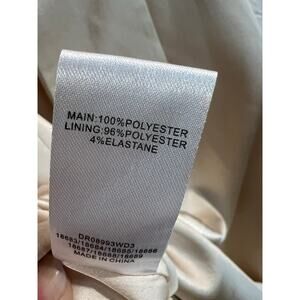 MAIN:100%POLYESTER
LINING:96%POLYESTER
4%ELASTANE
DR08993WD3
18683/18684/18685/18686
18687/18688/18689
MADE IN CHINA